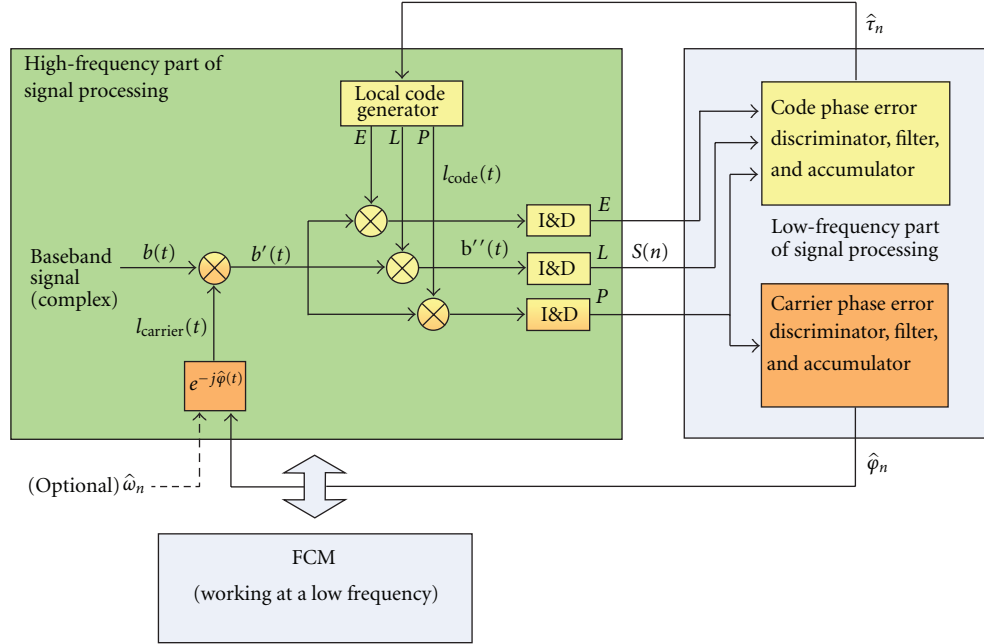 τ̂ₙ
High-frequency part of
signal processing
Local code
generator
E L P
l_code(t)
Code phase error
discriminator, filter,
and accumulator
Low-frequency part
of signal processing
I&D E
Baseband
signal
(complex)
b(t)
b′(t)
b′′(t)
I&D L S(n)
I&D P
l_carrier(t)
e^{−jφ̂(t)}
Carrier phase error
discriminator, filter,
and accumulator
φ̂ₙ
(Optional) ω̂ₙ
FCM
(working at a low frequency)